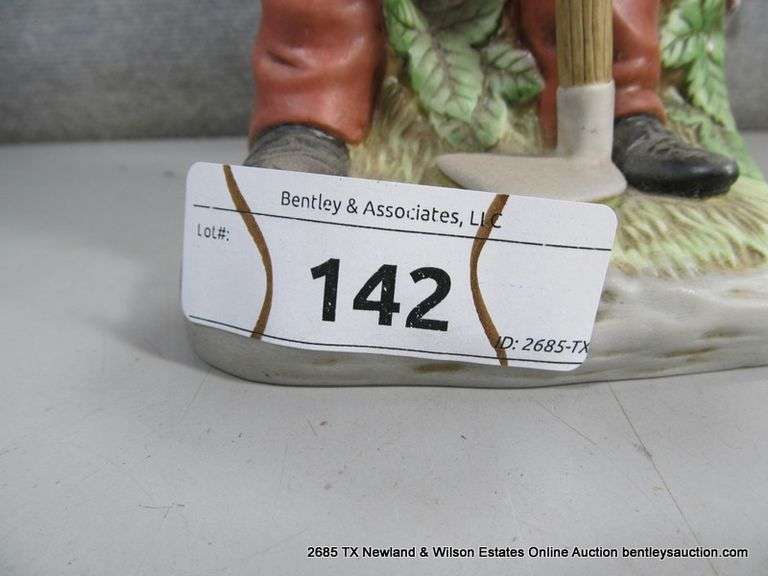 Bentley & Associates, LLC
Lot#:
142
ID: 2685-TX
2685 TX Newland & Wilson Estates Online Auction bentleysauction.com